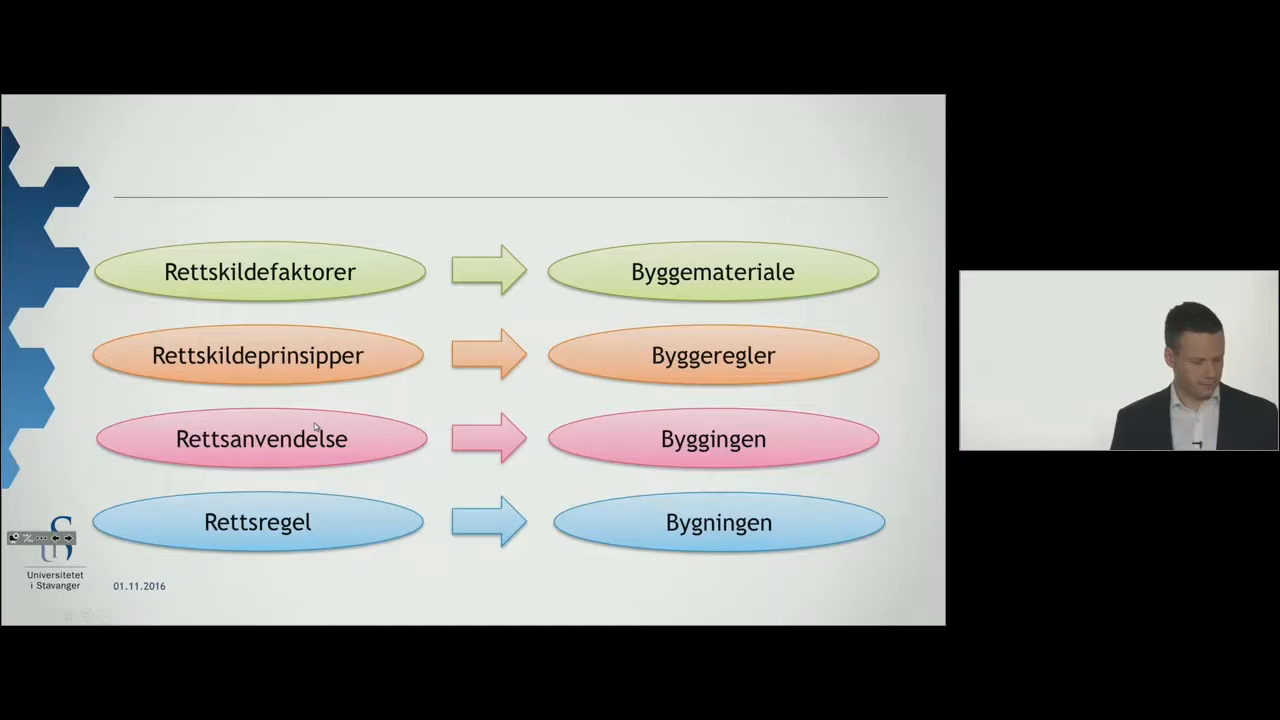 Rettskildefaktorer Byggemateriale
Rettskildeprinsipper Byggeregler
Rettsanvendelse Byggingen
Rettsregel Bygningen
Universitetet
i Stavanger
01.11.2016